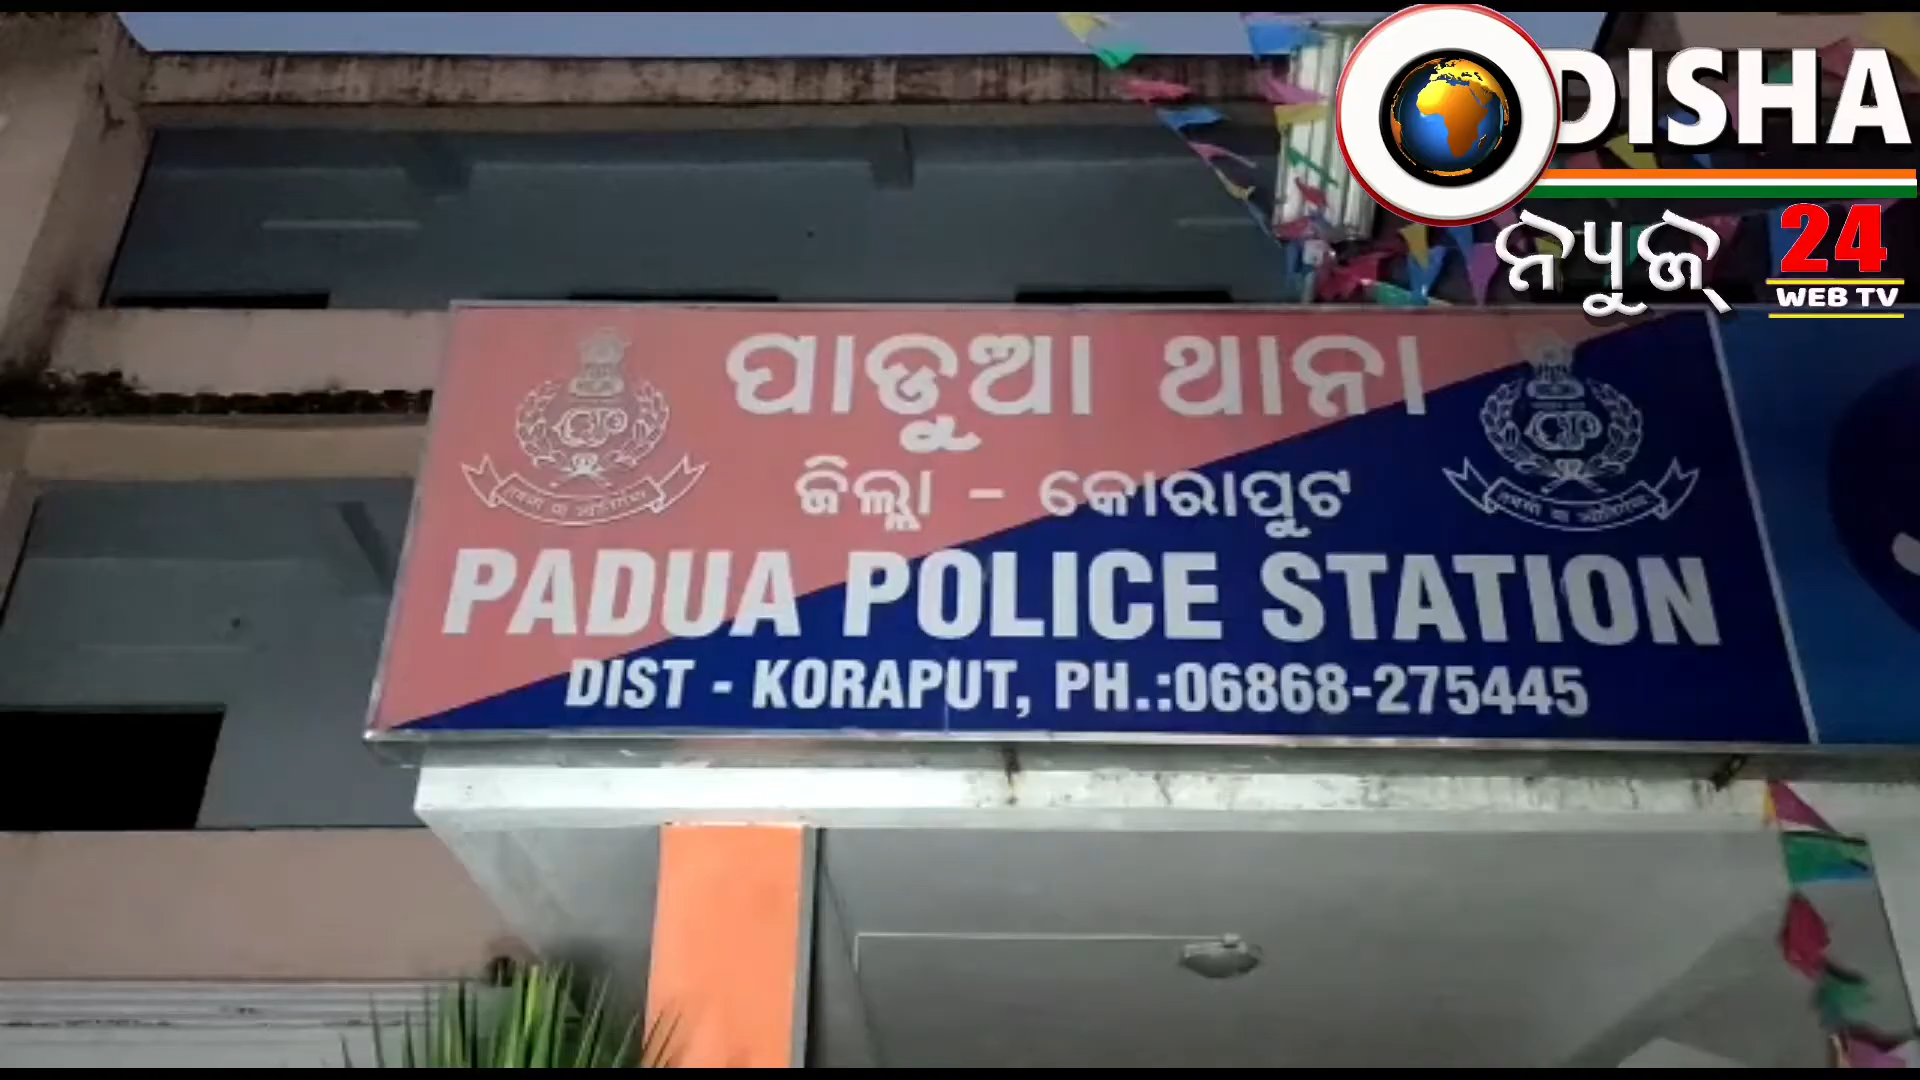 ODISHA
ନ୍ୟୁଜ୍ 24
WEB TV
ପାଡୁଆ ଥାନା
ଜିଲ୍ଲା - କୋରାପୁଟ
PADUA POLICE STATION
DIST - KORAPUT, PH.:06868-275445